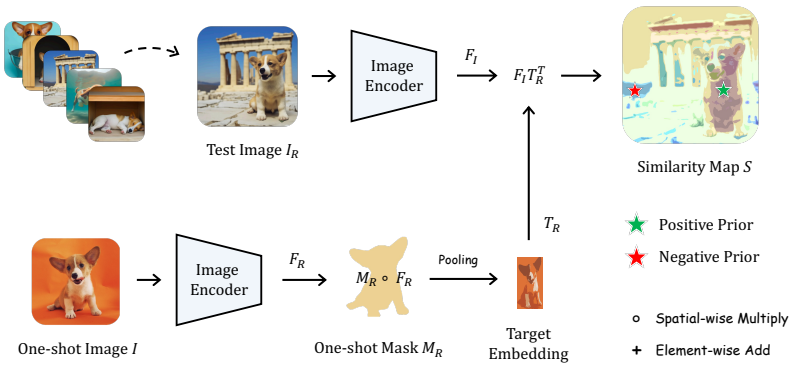 Image
Encoder
F_I
F_I T_R^T
Test Image I_R
Similarity Map S
T_R
Positive Prior
Negative Prior
Image
Encoder
F_R
M_R ∘ F_R
Pooling
One-shot Image I
One-shot Mask M_R
Target
Embedding
∘ Spatial-wise Multiply
+ Element-wise Add